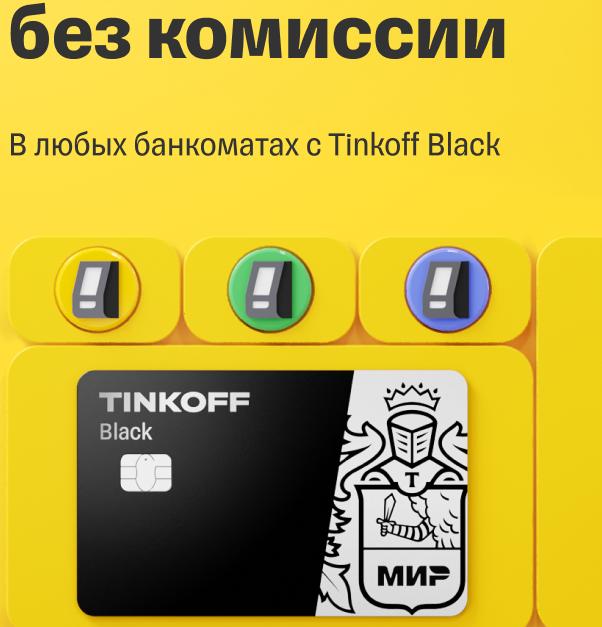 без комиссии
В любых банкоматах с Tinkoff Black
TINKOFF
Black
T
МИР